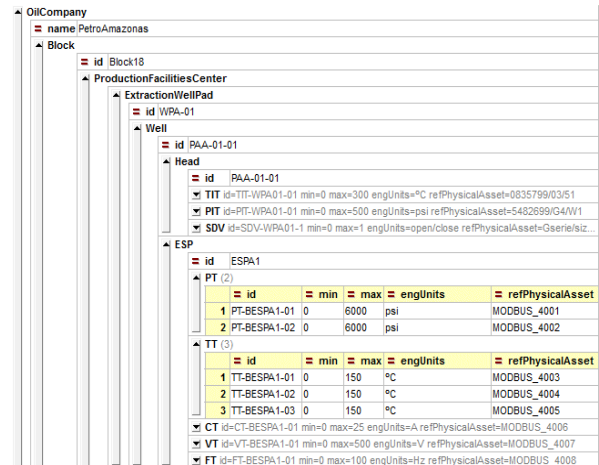 OilCompany
= name PetroAmazonas
Block
= id Block18
ProductionFacilitiesCenter
ExtractionWellPad
= id WPA-01
Well
= id PAA-01-01
Head
= id PAA-01-01
TIT id=TIT-WPA01-01 min=0 max=300 engUnits=ºC refPhysicalAsset=0835799/03/51
PIT id=PIT-WPA01-01 min=0 max=500 engUnits=psi refPhysicalAsset=5482699/G4/W1
SDV id=SDV-WPA01-1 min=0 max=1 engUnits=open/close refPhysicalAsset=Gserie/siz...
ESP
= id ESPA1
PT (2)
= id = min = max = engUnits = refPhysicalAsset
1 PT-BESPA1-01 0 6000 psi MODBUS_4001
2 PT-BESPA1-02 0 6000 psi MODBUS_4002
TT (3)
= id = min = max = engUnits = refPhysicalAsset
1 TT-BESPA1-01 0 150 ºC MODBUS_4003
2 TT-BESPA1-02 0 150 ºC MODBUS_4004
3 TT-BESPA1-03 0 150 ºC MODBUS_4005
CT id=CT-BESPA1-01 min=0 max=25 engUnits=A refPhysicalAsset=MODBUS_4006
VT id=VT-BESPA1-01 min=0 max=500 engUnits=V refPhysicalAsset=MODBUS_4007
FT id=FT-BESPA1-01 min=0 max=100 engUnits=Hz refPhysicalAsset=MODBUS_4008